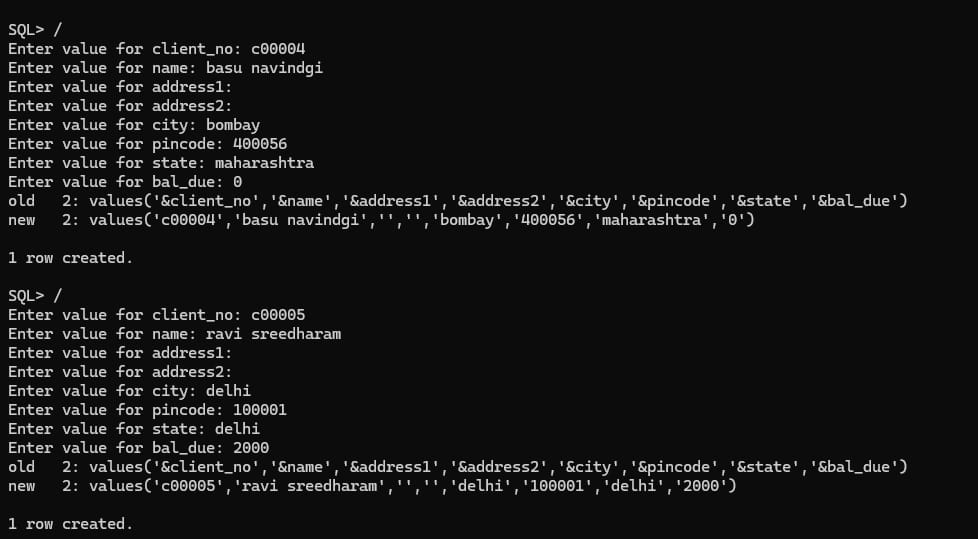 SQL> /
Enter value for client_no: c00004
Enter value for name: basu navindgi
Enter value for address1:
Enter value for address2:
Enter value for city: bombay
Enter value for pincode: 400056
Enter value for state: maharashtra
Enter value for bal_due: 0
old   2: values('&client_no','&name','&address1','&address2','&city','&pincode','&state','&bal_due')
new   2: values('c00004','basu navindgi','','','bombay','400056','maharashtra','0')
1 row created.
SQL> /
Enter value for client_no: c00005
Enter value for name: ravi sreedharam
Enter value for address1:
Enter value for address2:
Enter value for city: delhi
Enter value for pincode: 100001
Enter value for state: delhi
Enter value for bal_due: 2000
old   2: values('&client_no','&name','&address1','&address2','&city','&pincode','&state','&bal_due')
new   2: values('c00005','ravi sreedharam','','','delhi','100001','delhi','2000')
1 row created.